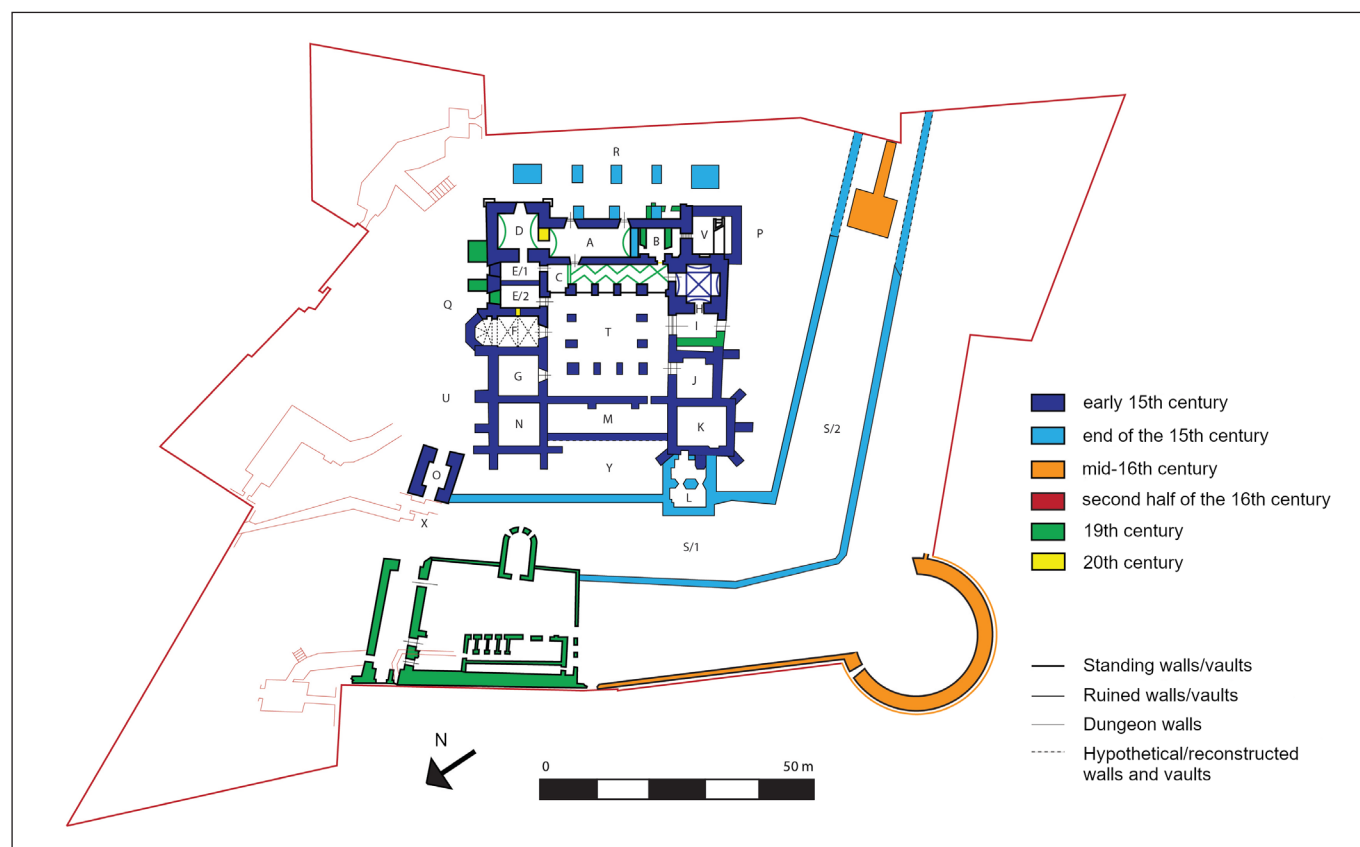 R
D
A
B
V
P
E/1
C
E/2
Q
F
T
I
G
J
U
N
M
K
S/2
Y
O
L
X
S/1
early 15th century
end of the 15th century
mid-16th century
second half of the 16th century
19th century
20th century
Standing walls/vaults
Ruined walls/vaults
Dungeon walls
Hypothetical/reconstructed
walls and vaults
N
0
50 m